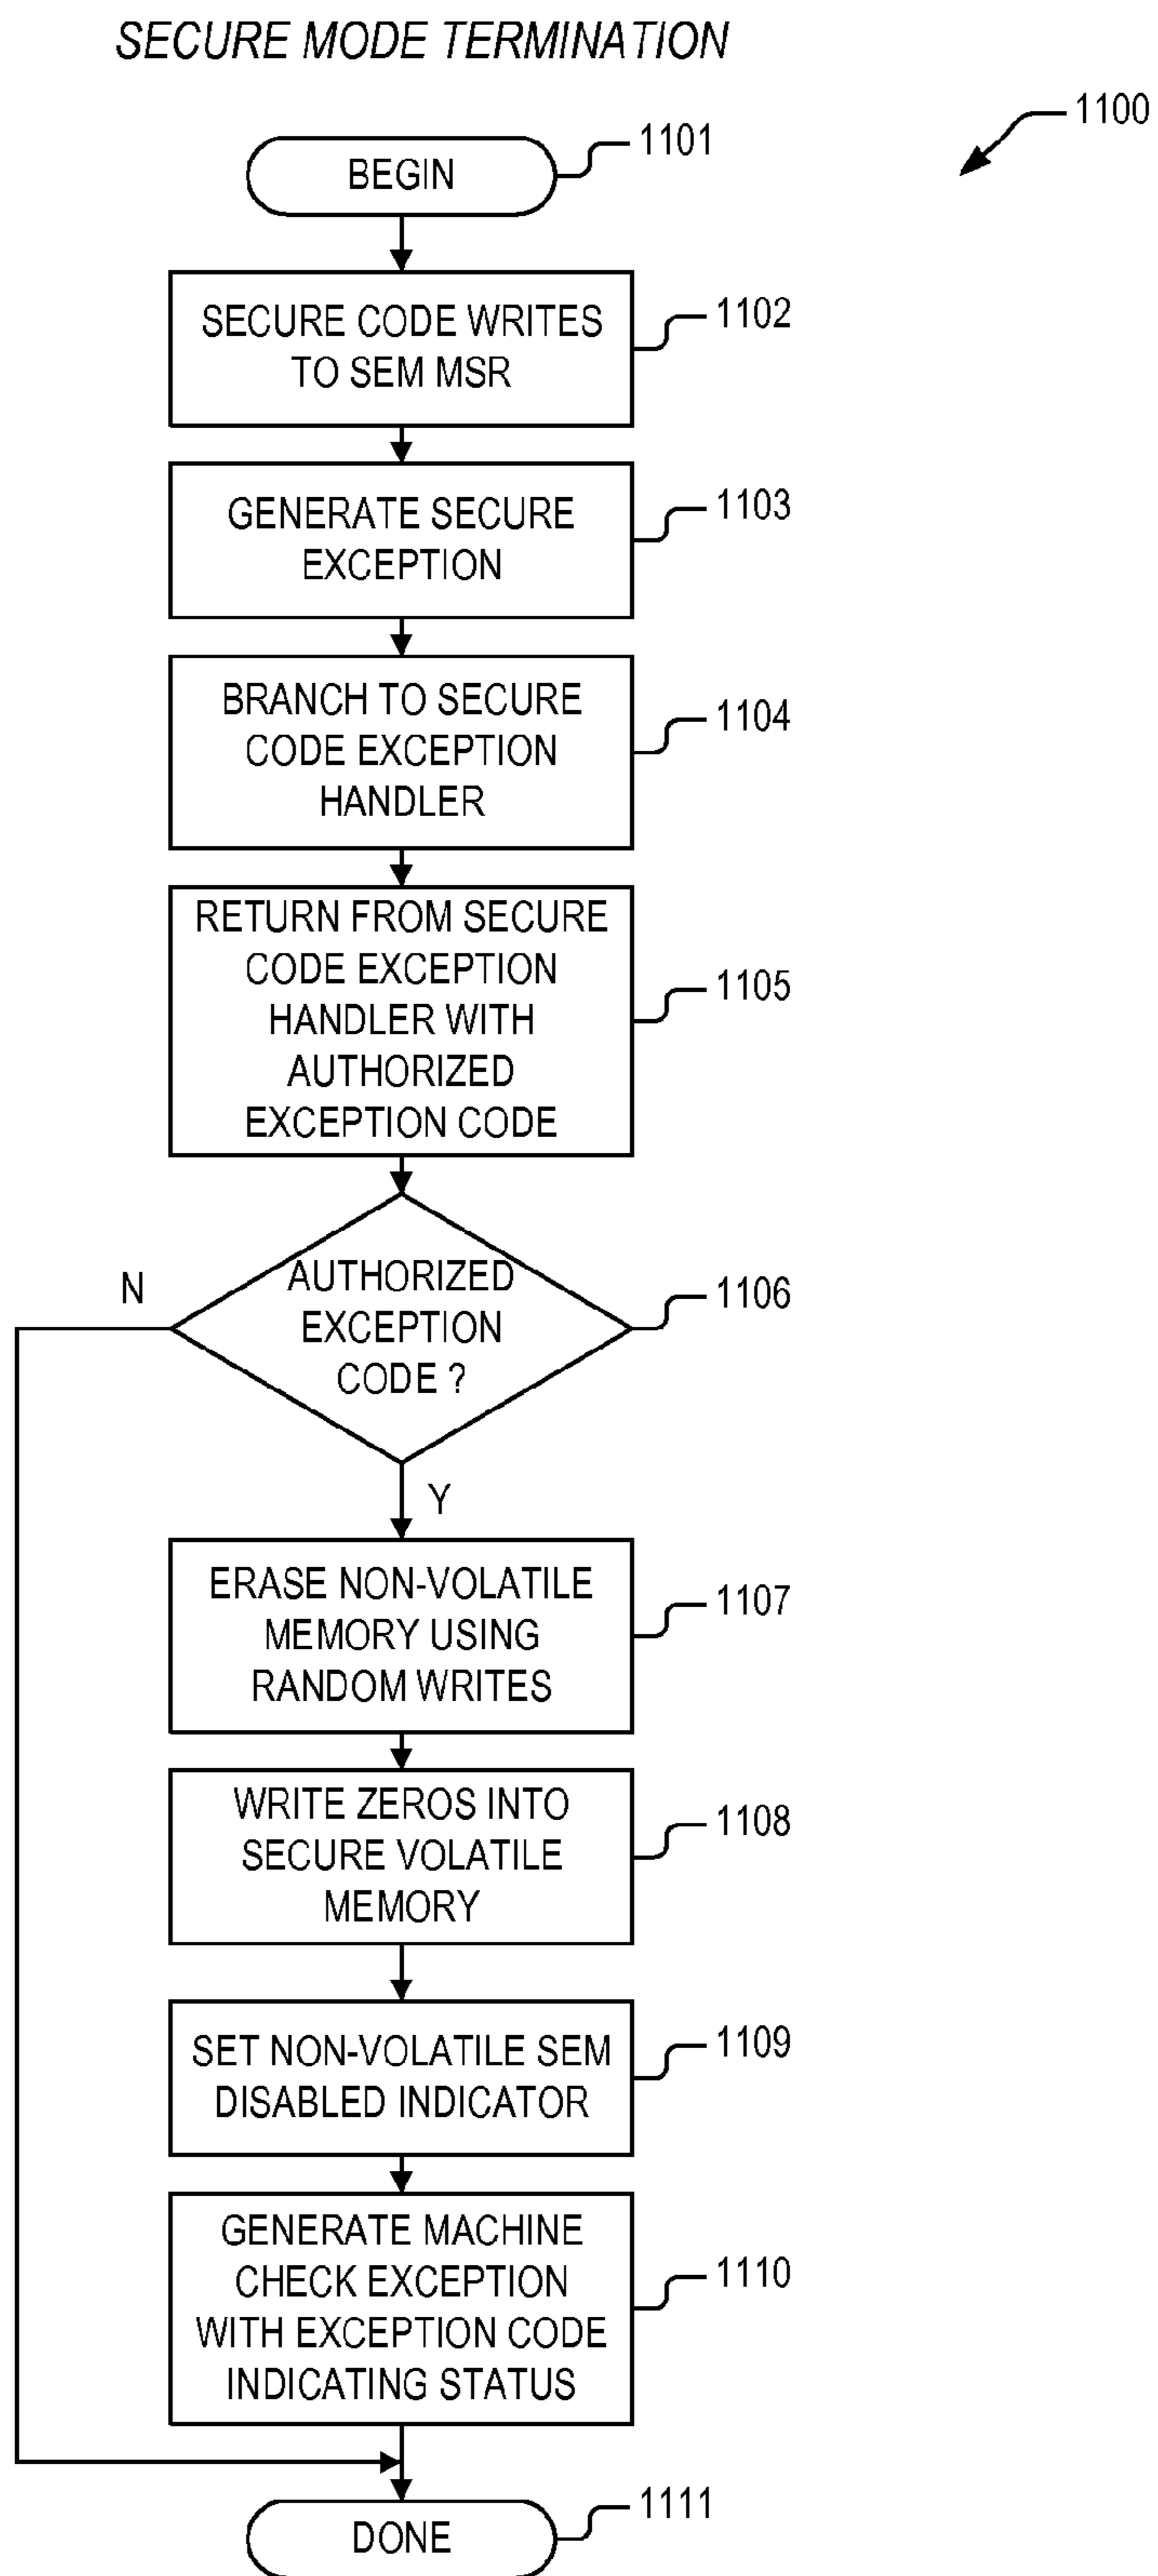 SECURE MODE TERMINATION
1100
BEGIN
1101
SECURE CODE WRITES
TO SEM MSR
1102
GENERATE SECURE
EXCEPTION
1103
BRANCH TO SECURE
CODE EXCEPTION
HANDLER
1104
RETURN FROM SECURE
CODE EXCEPTION
HANDLER WITH
AUTHORIZED
EXCEPTION CODE
1105
AUTHORIZED
EXCEPTION
CODE ?
1106
N
Y
ERASE NON-VOLATILE
MEMORY USING
RANDOM WRITES
1107
WRITE ZEROS INTO
SECURE VOLATILE
MEMORY
1108
SET NON-VOLATILE SEM
DISABLED INDICATOR
1109
GENERATE MACHINE
CHECK EXCEPTION
WITH EXCEPTION CODE
INDICATING STATUS
1110
DONE
1111